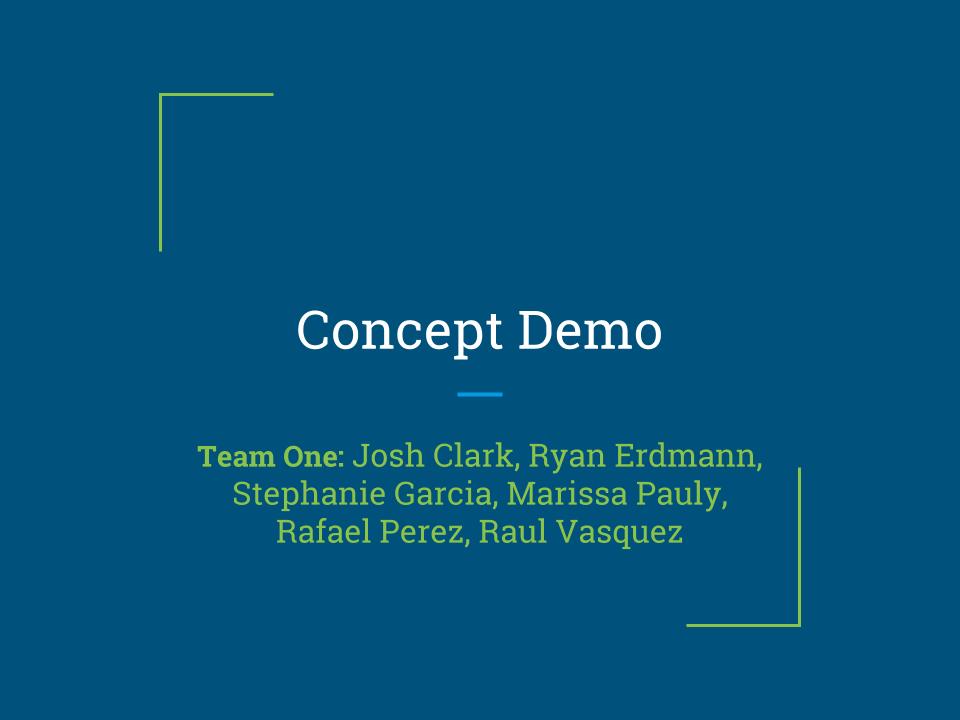 Concept Demo
Team One: Josh Clark, Ryan Erdmann,
Stephanie Garcia, Marissa Pauly,
Rafael Perez, Raul Vasquez